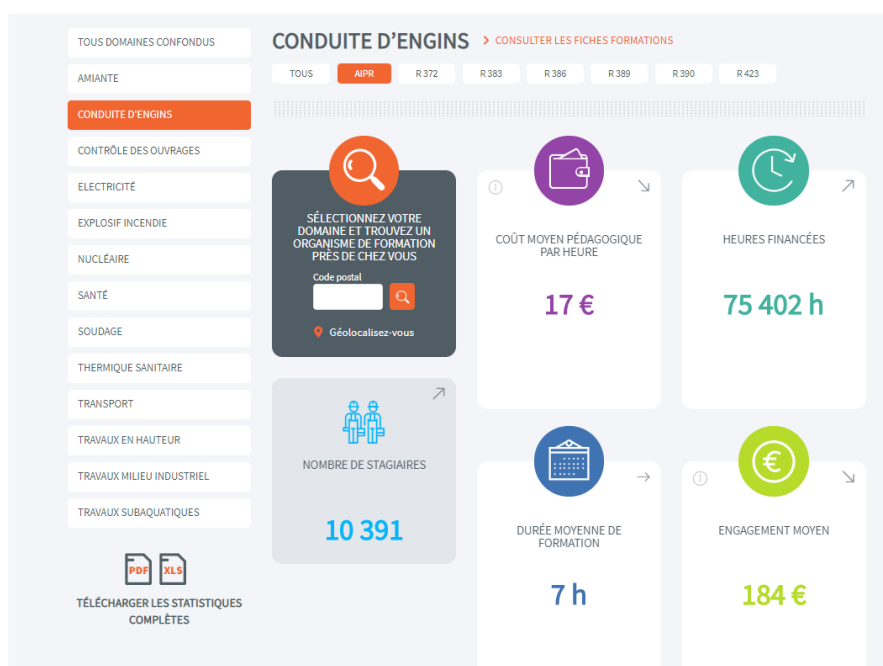 TOUS DOMAINES CONFONDUS
AMIANTE
CONDUITE D'ENGINS
CONTRÔLE DES OUVRAGES
ELECTRICITÉ
EXPLOSIF INCENDIE
NUCLÉAIRE
SANTÉ
SOUDAGE
THERMIQUE SANITAIRE
TRANSPORT
TRAVAUX EN HAUTEUR
TRAVAUX MILIEU INDUSTRIEL
TRAVAUX SUBAQUATIQUES
PDF XLS
TÉLÉCHARGER LES STATISTIQUES
COMPLÈTES
CONDUITE D'ENGINS > CONSULTER LES FICHES FORMATIONS
TOUS AIPR R 372 R 383 R 386 R 389 R 390 R 423
SÉLECTIONNEZ VOTRE
DOMAINE ET TROUVEZ UN
ORGANISME DE FORMATION
PRÈS DE CHEZ VOUS
Code postal
Géolocalisez-vous
NOMBRE DE STAGIAIRES
10 391
COÛT MOYEN PÉDAGOGIQUE
PAR HEURE
17 €
HEURES FINANCÉES
75 402 h
DURÉE MOYENNE DE
FORMATION
7 h
€
ENGAGEMENT MOYEN
184 €